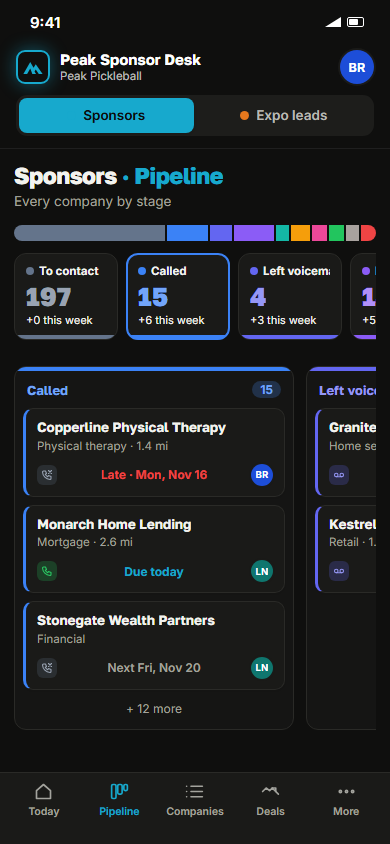 9:41
Peak Sponsor Desk
Peak Pickleball
BR
Sponsors
Expo leads
Sponsors · Pipeline
Every company by stage
To contact
197
+0 this week
Called
15
+6 this week
Left voicema
4
+3 this week
1
+5
Called
15
Copperline Physical Therapy
Physical therapy · 1.4 mi
Late · Mon, Nov 16
BR
Monarch Home Lending
Mortgage · 2.6 mi
Due today
LN
Stonegate Wealth Partners
Financial
Next Fri, Nov 20
LN
+ 12 more
Left voice
Granite
Home se
Kestrel
Retail · 1.
Today
Pipeline
Companies
Deals
More